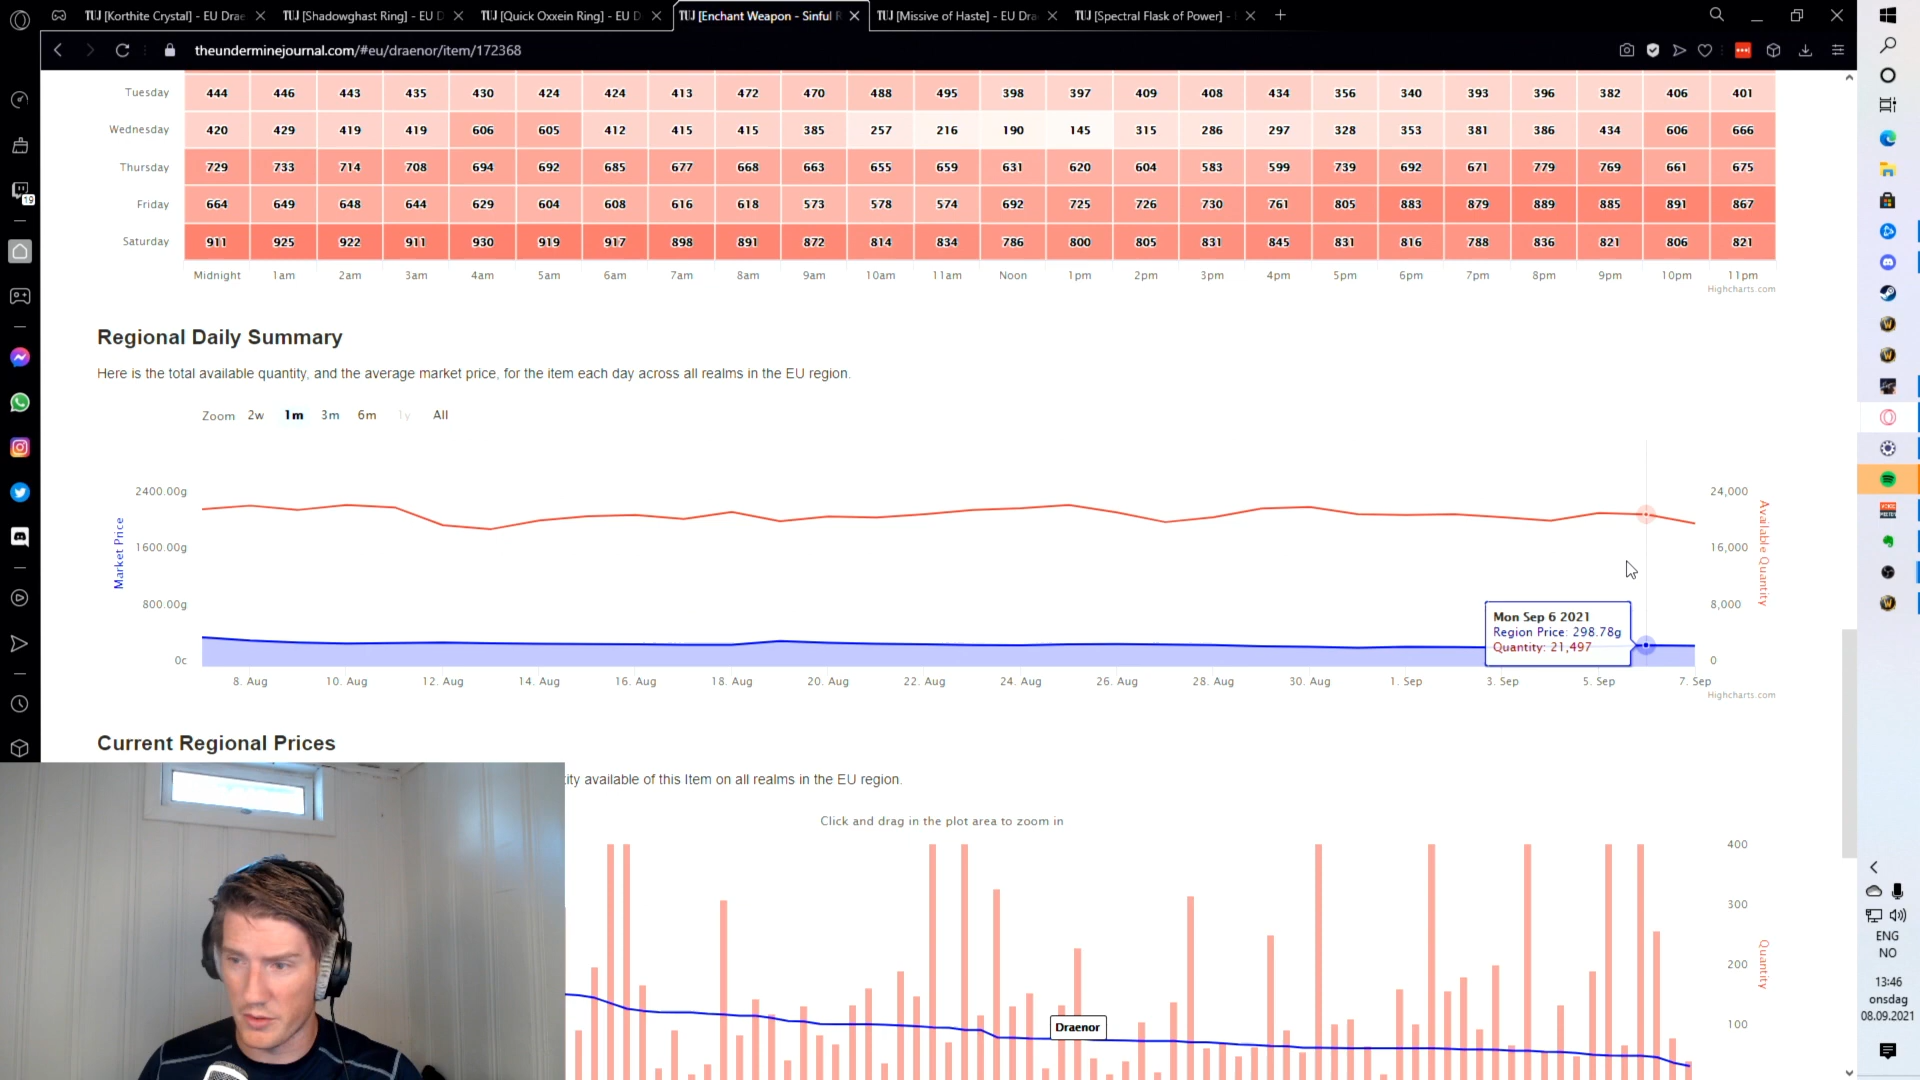 TUJ [Korthite Crystal] - EU Drae
TUJ [Shadowghast Ring] - EU D
TUJ [Quick Oxxein Ring] - EU D
TUJ [Enchant Weapon - Sinful R
TUJ [Missive of Haste] - EU Dra
TUJ [Spectral Flask of Power] -
theunderminejournal.com/#eu/draenor/item/172368
Tuesday 444 446 443 435 430 424 424 413 472 470 488 495 398 397 409 408 434 356 340 393 396 382 406 401
Wednesday 420 429 419 419 606 605 412 415 415 385 257 216 190 145 315 286 297 328 353 381 386 434 606 666
Thursday 729 733 714 708 694 692 685 677 668 663 655 659 631 620 604 583 599 739 692 671 779 769 661 675
Friday 664 649 648 644 629 604 608 616 618 573 578 574 692 725 726 730 761 805 883 879 889 885 891 867
Saturday 911 925 922 911 930 919 917 898 891 872 814 834 786 800 805 831 845 831 816 788 836 821 806 821
Midnight 1am 2am 3am 4am 5am 6am 7am 8am 9am 10am 11am Noon 1pm 2pm 3pm 4pm 5pm 6pm 7pm 8pm 9pm 10pm 11pm
Highcharts.com
Regional Daily Summary
Here is the total available quantity, and the average market price, for the item each day across all realms in the EU region.
Zoom 2w 1m 3m 6m 1y All
2400.00g
1600.00g
800.00g
0c
Market Price
24,000
16,000
8,000
0
Available Quantity
Mon Sep 6 2021
Region Price: 298.78g
Quantity: 21,497
8. Aug 10. Aug 12. Aug 14. Aug 16. Aug 18. Aug 20. Aug 22. Aug 24. Aug 26. Aug 28. Aug 30. Aug 1. Sep 3. Sep 5. Sep 7. Sep
Highcharts.com
Current Regional Prices
ity available of this Item on all realms in the EU region.
Click and drag in the plot area to zoom in
400
300
200
100
Quantity
Draenor
19
ENG
NO
13:46
onsdag
08.09.2021